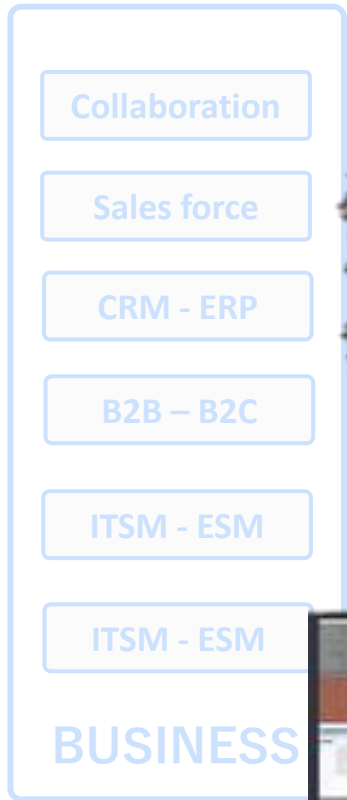 Collaboration
Sales force
CRM - ERP
B2B – B2C
ITSM - ESM
ITSM - ESM
BUSINESS